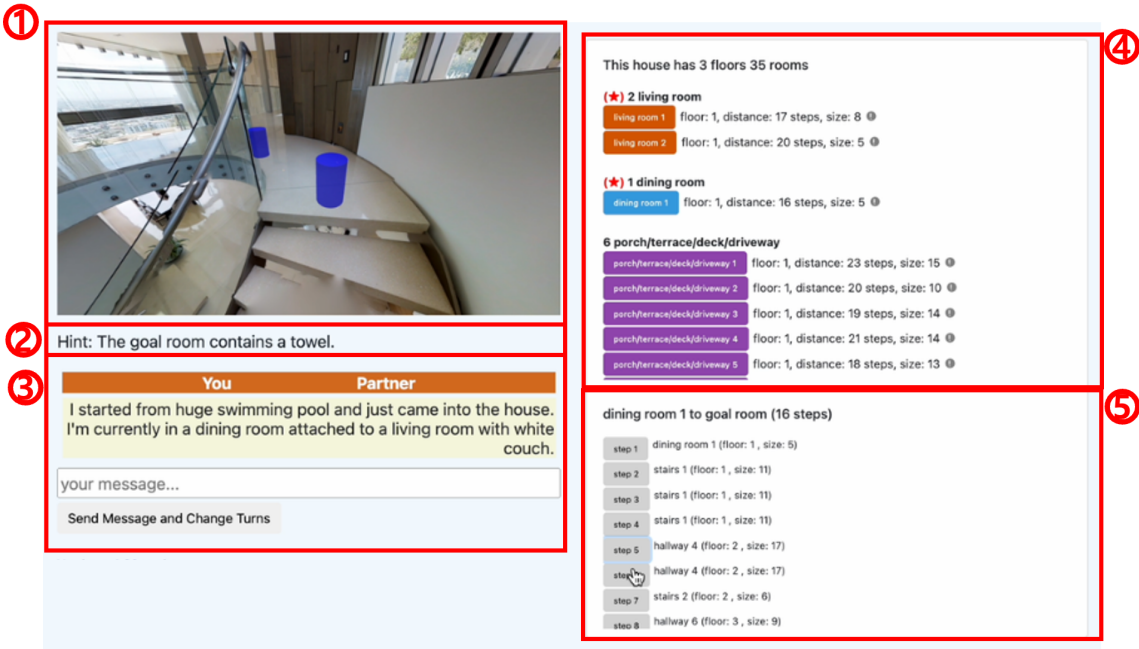 ①
④
This house has 3 floors 35 rooms
(★) 2 living room
living room 1 floor: 1, distance: 17 steps, size: 8
living room 2 floor: 1, distance: 20 steps, size: 5
(★) 1 dining room
dining room 1 floor: 1, distance: 16 steps, size: 5
6 porch/terrace/deck/driveway
porch/terrace/deck/driveway 1 floor: 1, distance: 23 steps, size: 15
porch/terrace/deck/driveway 2 floor: 1, distance: 20 steps, size: 10
porch/terrace/deck/driveway 3 floor: 1, distance: 19 steps, size: 14
porch/terrace/deck/driveway 4 floor: 1, distance: 21 steps, size: 14
porch/terrace/deck/driveway 5 floor: 1, distance: 18 steps, size: 13
②
Hint: The goal room contains a towel.
③
You Partner
I started from huge swimming pool and just came into the house.
I'm currently in a dining room attached to a living room with white
couch.
your message...
Send Message and Change Turns
⑤
dining room 1 to goal room (16 steps)
step 1 dining room 1 (floor: 1 , size: 5)
step 2 stairs 1 (floor: 1 , size: 11)
step 3 stairs 1 (floor: 1 , size: 11)
step 4 stairs 1 (floor: 1 , size: 11)
step 5 hallway 4 (floor: 2 , size: 17)
step hallway 4 (floor: 2 , size: 17)
step 7 stairs 2 (floor: 2 , size: 6)
step 8 hallway 6 (floor: 3 , size: 9)